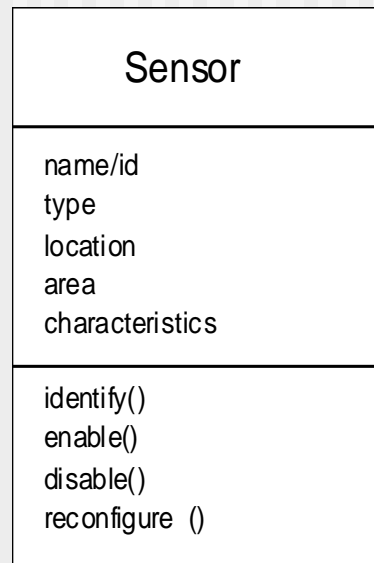 Sensor
name/id
type
location
area
characteristics
identify()
enable()
disable()
reconfigure ()